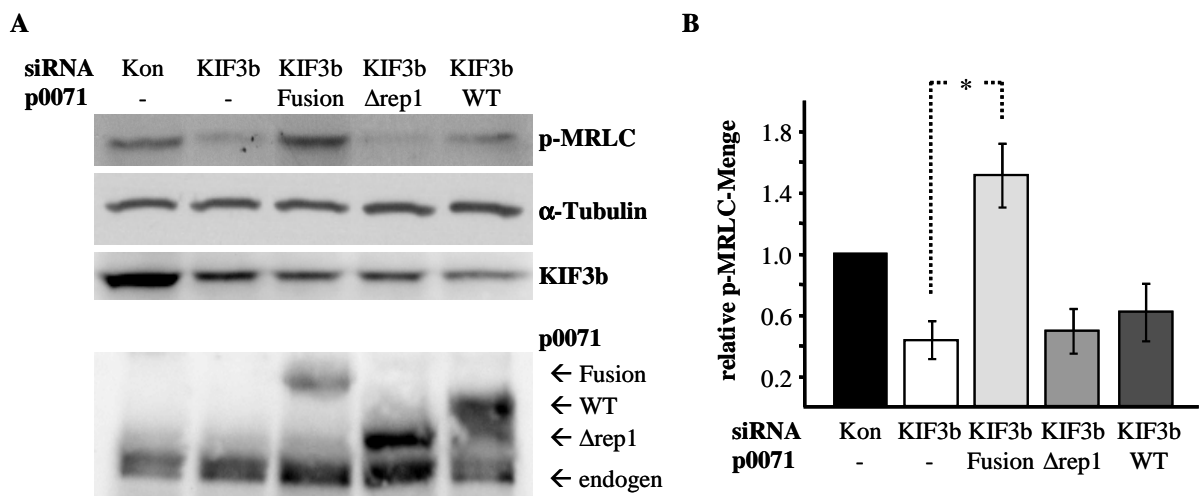 A
siRNA Kon KIF3b KIF3b KIF3b KIF3b
p0071 - - Fusion Δrep1 WT
p-MRLC
α-Tubulin
KIF3b
p0071
← Fusion
← WT
← Δrep1
← endogen
B
*
relative p-MRLC-Menge
1.8
1.4
1.0
0.6
0.2
siRNA Kon KIF3b KIF3b KIF3b KIF3b
p0071 - - Fusion Δrep1 WT